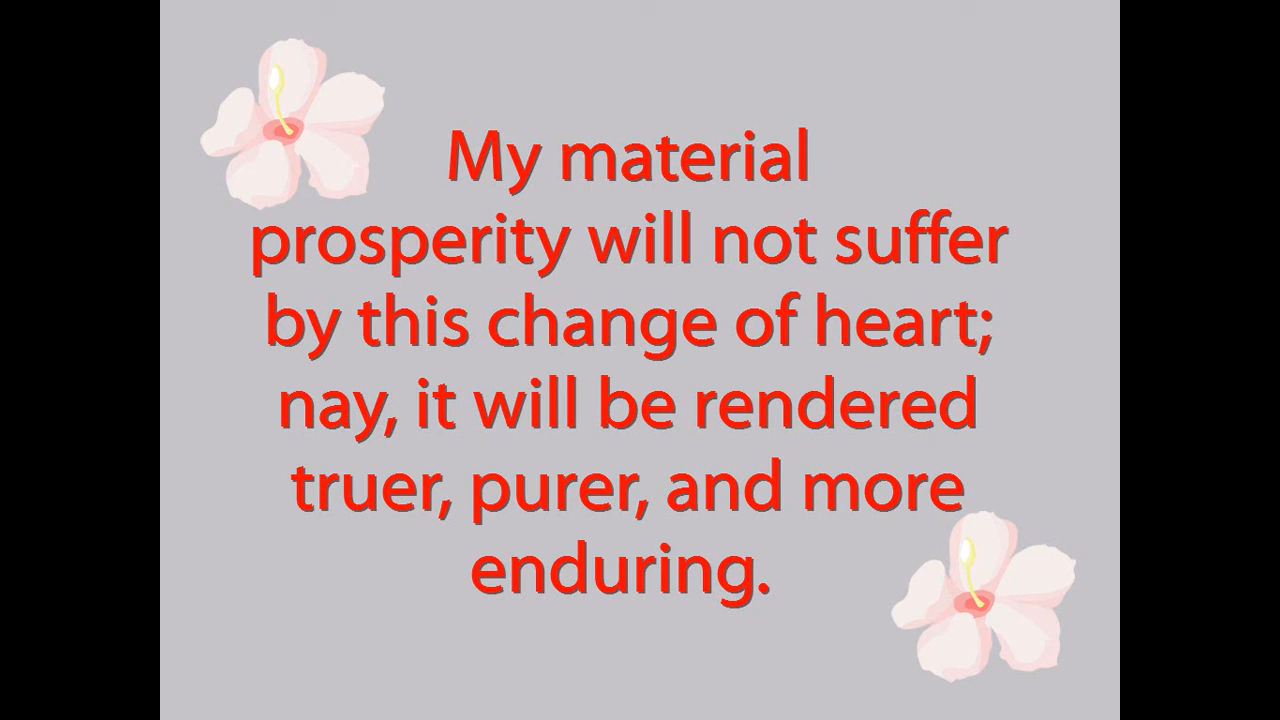 My material
prosperity will not suffer
by this change of heart;
nay, it will be rendered
truer, purer, and more
enduring.